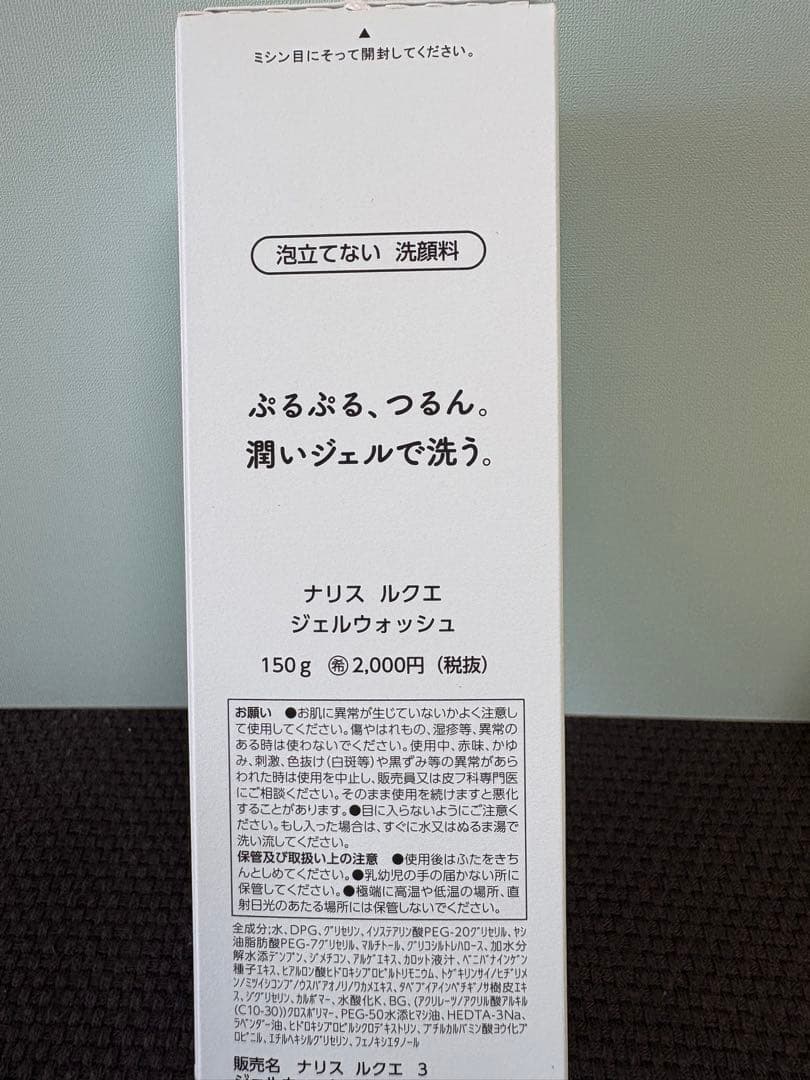 ▲
ミシン目にそって開封してください。
泡立てない 洗顔料
ぷるぷる、つるん。
潤いジェルで洗う。
ナリス ルクエ
ジェルウォッシュ
150g ㊒2,000円（税抜）
お願い ●お肌に異常が生じていないかよく注意し
て使用してください。傷やはれもの、湿疹等、異常の
ある時は使わないでください。使用中、赤味、かゆ
み、刺激、色抜け（白斑等）や黒ずみ等の異常があら
われた時は使用を中止し、販売員又は皮フ科専門医
にご相談ください。そのまま使用を続けますと悪化
することがあります。●目に入らないようにご注意く
ださい。もし入った場合は、すぐに水又はぬるま湯で
洗い流してください。
保管及び取扱い上の注意 ●使用後はふたをきち
んとしめてください。●乳幼児の手の届かない所に
保管してください。●極端に高温や低温の場所、直
射日光のあたる場所には保管しないでください。
全成分;水、DPG、グリセリン、イソステアリン酸PEG-20グリセリル、ヤシ
油脂肪酸PEG-7グリセリル、マルチトール、グリコシルトレハロース、加水分
解水添デンプン、ジメチコン、アルゲエキス、カロット液汁、ベニバナインゲン
種子エキス、ヒアルロン酸ヒドロキシプロピルトリモニウム、トゲキリンサイ/ヒヂリメ
ン/ミツイシコンブ/ウスバアオノリ/ワカメエキス、タベブイアインペチギノサ樹皮エキ
ス、ジグリセリン、カルボマー、水酸化K、BG、(アクリレーツ/アクリル酸アルキル
(C10-30))クロスポリマー、PEG-50水添ヒマシ油、HEDTA-3Na、
ラベンダー油、ヒドロキシプロピルシクロデキストリン、ブチルカルバミン酸ヨウ化プ
ロピニル、エチルヘキシルグリセリン、フェノキシエタノール
販売名 ナリス ルクエ 3